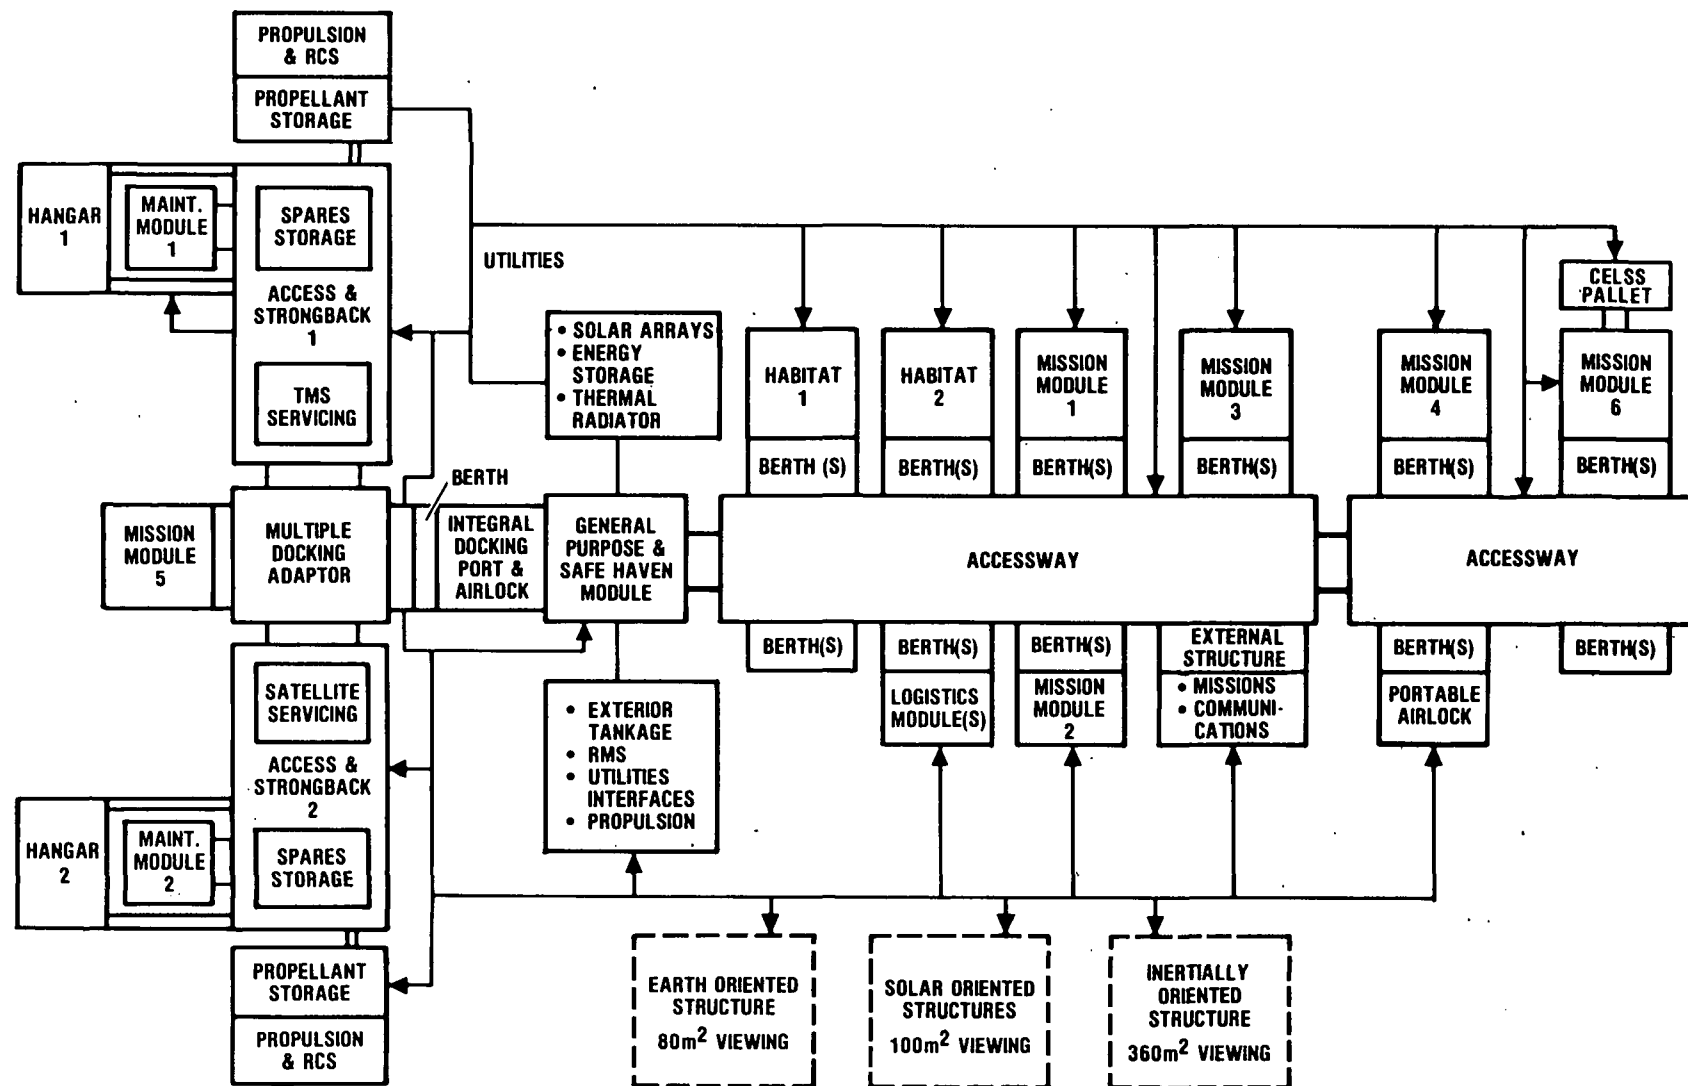 PROPULSION
& RCS
PROPELLANT
STORAGE
HANGAR
1
MAINT.
MODULE
1
SPARES
STORAGE
ACCESS &
STRONGBACK
1
TMS
SERVICING
UTILITIES
• SOLAR ARRAYS
• ENERGY
STORAGE
• THERMAL
RADIATOR
HABITAT
1
HABITAT
2
MISSION
MODULE
1
MISSION
MODULE
3
MISSION
MODULE
4
CELSS
PALLET
MISSION
MODULE
6
BERTH (S)
BERTH(S)
BERTH(S)
BERTH(S)
BERTH(S)
BERTH(S)
BERTH
MISSION
MODULE
5
MULTIPLE
DOCKING
ADAPTOR
INTEGRAL
DOCKING
PORT &
AIRLOCK
GENERAL
PURPOSE &
SAFE HAVEN
MODULE
ACCESSWAY
ACCESSWAY
BERTH(S)
BERTH(S)
LOGISTICS
MODULE(S)
BERTH(S)
MISSION
MODULE
2
EXTERNAL
STRUCTURE
• MISSIONS
• COMMUNI-
CATIONS
BERTH(S)
PORTABLE
AIRLOCK
BERTH(S)
SATELLITE
SERVICING
ACCESS &
STRONGBACK
2
SPARES
STORAGE
HANGAR
2
MAINT.
MODULE
2
• EXTERIOR
TANKAGE
• RMS
• UTILITIES
INTERFACES
• PROPULSION
PROPELLANT
STORAGE
PROPULSION
& RCS
EARTH ORIENTED
STRUCTURE
80m² VIEWING
SOLAR ORIENTED
STRUCTURES
100m² VIEWING
INERTIALLY
ORIENTED
STRUCTURE
360m² VIEWING